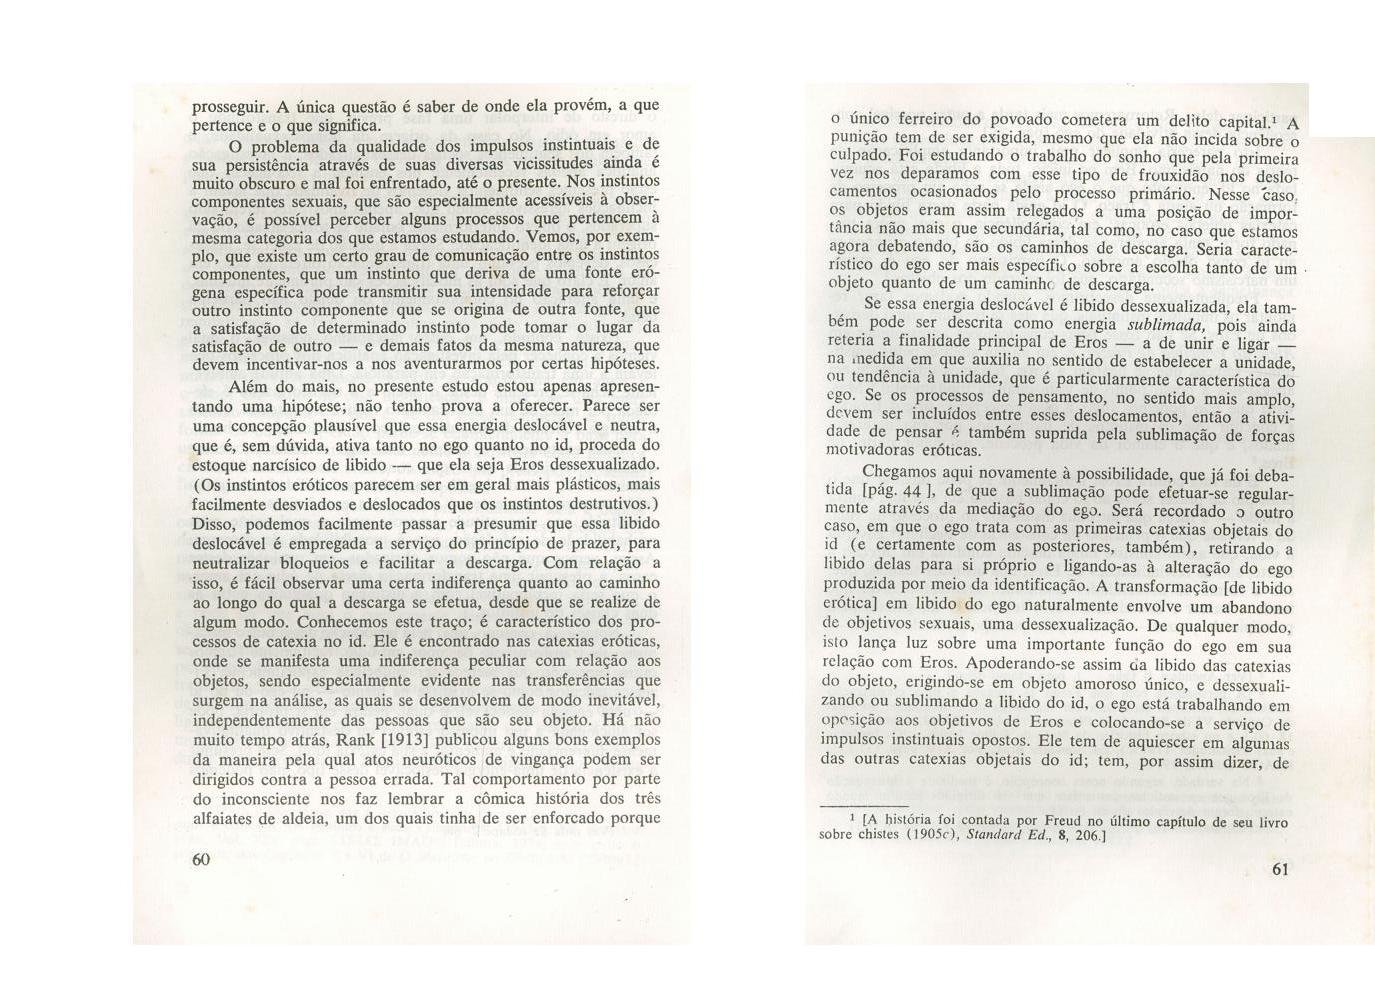 prosseguir. A única questão é saber de onde ela provém, a que
pertence e o que significa.
O problema da qualidade dos impulsos instintuais e de
sua persistência através de suas diversas vicissitudes ainda é
muito obscuro e mal foi enfrentado, até o presente. Nos instintos
componentes sexuais, que são especialmente acessíveis à obser-
vação, é possível perceber alguns processos que pertencem à
mesma categoria dos que estamos estudando. Vemos, por exem-
plo, que existe um certo grau de comunicação entre os instintos
componentes, que um instinto que deriva de uma fonte eró-
gena específica pode transmitir sua intensidade para reforçar
outro instinto componente que se origina de outra fonte, que
a satisfação de determinado instinto pode tomar o lugar da
satisfação de outro — e demais fatos da mesma natureza, que
devem incentivar-nos a nos aventurarmos por certas hipóteses.
Além do mais, no presente estudo estou apenas apresen-
tando uma hipótese; não tenho prova a oferecer. Parece ser
uma concepção plausível que essa energia deslocável e neutra,
que é, sem dúvida, ativa tanto no ego quanto no id, proceda do
estoque narcísico de libido — que ela seja Eros dessexualizado.
(Os instintos eróticos parecem ser em geral mais plásticos, mais
facilmente desviados e deslocados que os instintos destrutivos.)
Disso, podemos facilmente passar a presumir que essa libido
deslocável é empregada a serviço do princípio de prazer, para
neutralizar bloqueios e facilitar a descarga. Com relação a
isso, é fácil observar uma certa indiferença quanto ao caminho
ao longo do qual a descarga se efetua, desde que se realize de
algum modo. Conhecemos este traço; é característico dos pro-
cessos de catexia no id. Ele é encontrado nas catexias eróticas,
onde se manifesta uma indiferença peculiar com relação aos
objetos, sendo especialmente evidente nas transferências que
surgem na análise, as quais se desenvolvem de modo inevitável,
independentemente das pessoas que são seu objeto. Há não
muito tempo atrás, Rank [1913] publicou alguns bons exemplos
da maneira pela qual atos neuróticos de vingança podem ser
dirigidos contra a pessoa errada. Tal comportamento por parte
do inconsciente nos faz lembrar a cômica história dos três
alfaiates de aldeia, um dos quais tinha de ser enforcado porque
60
o único ferreiro do povoado cometera um delito capital.¹ A
punição tem de ser exigida, mesmo que ela não incida sobre o
culpado. Foi estudando o trabalho do sonho que pela primeira
vez nos deparamos com esse tipo de frouxidão nos deslo-
camentos ocasionados pelo processo primário. Nesse caso,
os objetos eram assim relegados a uma posição de impor-
tância não mais que secundária, tal como, no caso que estamos
agora debatendo, são os caminhos de descarga. Seria caracte-
rístico do ego ser mais específico sobre a escolha tanto de um
objeto quanto de um caminho de descarga.
Se essa energia deslocável é libido dessexualizada, ela tam-
bém pode ser descrita como energia sublimada, pois ainda
reteria a finalidade principal de Eros — a de unir e ligar —
na medida em que auxilia no sentido de estabelecer a unidade,
ou tendência à unidade, que é particularmente característica do
ego. Se os processos de pensamento, no sentido mais amplo,
devem ser incluídos entre esses deslocamentos, então a ativi-
dade de pensar é também suprida pela sublimação de forças
motivadoras eróticas.
Chegamos aqui novamente à possibilidade, que já foi deba-
tida [pág. 44 ], de que a sublimação pode efetuar-se regular-
mente através da mediação do ego. Será recordado o outro
caso, em que o ego trata com as primeiras catexias objetais do
id (e certamente com as posteriores, também), retirando a
libido delas para si próprio e ligando-as à alteração do ego
produzida por meio da identificação. A transformação [de libido
erótica] em libido do ego naturalmente envolve um abandono
de objetivos sexuais, uma dessexualização. De qualquer modo,
isto lança luz sobre uma importante função do ego em sua
relação com Eros. Apoderando-se assim da libido das catexias
do objeto, erigindo-se em objeto amoroso único, e dessexuali-
zando ou sublimando a libido do id, o ego está trabalhando em
oposição aos objetivos de Eros e colocando-se a serviço de
impulsos instintuais opostos. Ele tem de aquiescer em algumas
das outras catexias objetais do id; tem, por assim dizer, de
¹ [A história foi contada por Freud no último capítulo de seu livro
sobre chistes (1905c), Standard Ed., 8, 206.]
61